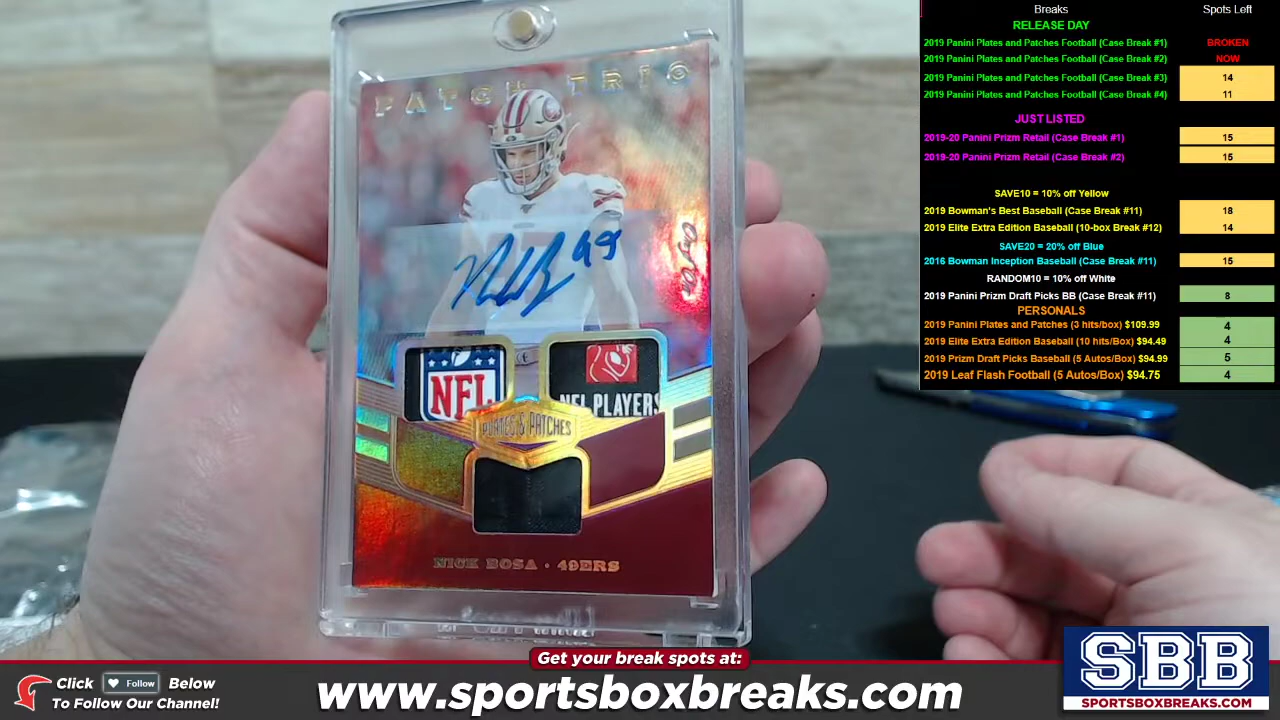 PATCH TRIO
99
NFL
NFL PLAYERS
PLATES & PATCHES
NICK BOSA · 49ERS
Breaks
Spots Left
RELEASE DAY
2019 Panini Plates and Patches Football (Case Break #1) BROKEN
2019 Panini Plates and Patches Football (Case Break #2) NOW
2019 Panini Plates and Patches Football (Case Break #3) 14
2019 Panini Plates and Patches Football (Case Break #4) 11
JUST LISTED
2019-20 Panini Prizm Retail (Case Break #1) 15
2019-20 Panini Prizm Retail (Case Break #2) 15
SAVE10 = 10% off Yellow
2019 Bowman's Best Baseball (Case Break #11) 18
2019 Elite Extra Edition Baseball (10-box Break #12) 14
SAVE20 = 20% off Blue
2016 Bowman Inception Baseball (Case Break #11) 15
RANDOM10 = 10% off White
2019 Panini Prizm Draft Picks BB (Case Break #11) 8
PERSONALS
2019 Panini Plates and Patches (3 hits/box) $109.99 4
2019 Elite Extra Edition Baseball (10 hits/Box) $94.49 4
2019 Prizm Draft Picks Baseball (5 Autos/Box) $94.99 5
2019 Leaf Flash Football (5 Autos/Box) $94.75 4
Get your break spots at:
Click Follow Below
To Follow Our Channel!
www.sportsboxbreaks.com
SBB
SPORTSBOXBREAKS.COM